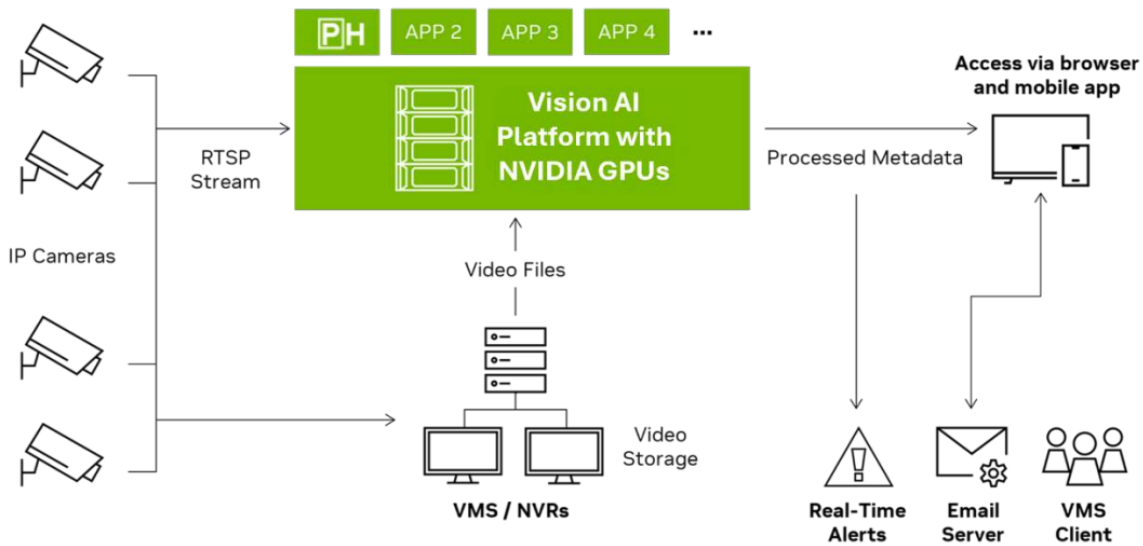 PH
APP 2
APP 3
APP 4
...
Access via browser
and mobile app
Vision AI
Platform with
NVIDIA GPUs
RTSP
Stream
Processed Metadata
IP Cameras
Video Files
Video
Storage
VMS / NVRs
Real-Time
Alerts
Email
Server
VMS
Client